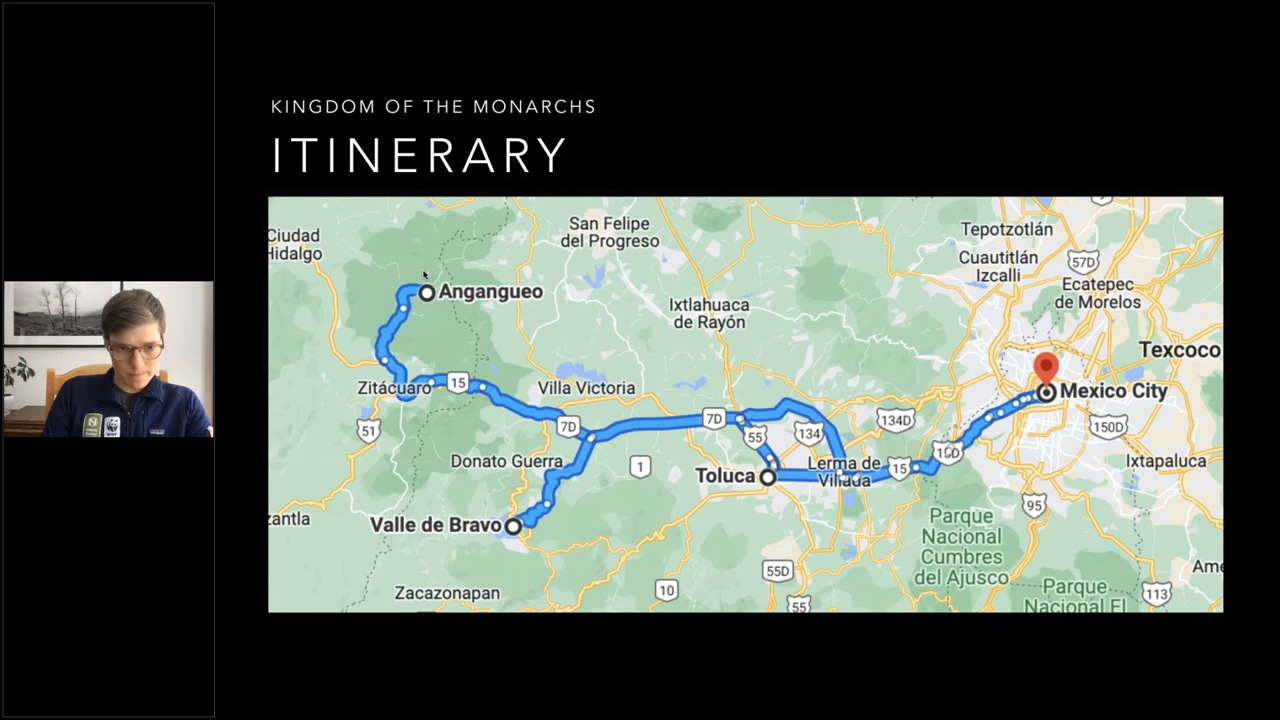 KINGDOM OF THE MONARCHS
ITINERARY
Ciudad
Hidalgo
San Felipe
del Progreso
Tepotzotlán
Cuautitlán
Izcalli
57D
Ecatepec
de Morelos
Angangueo
Ixtlahuaca
de Rayón
Texcoco
Zitácuaro
15
Villa Victoria
Mexico City
51
7D
7D
55
134
134D
150D
Donato Guerra
1
Toluca
Lerma de
Villada
15
15D
Ixtapaluca
zantla
Valle de Bravo
95
Parque
Nacional
Cumbres
del Ajusco
55D
Ame
Zacazonapan
10
55
Parque
Nacional El
113
WWF